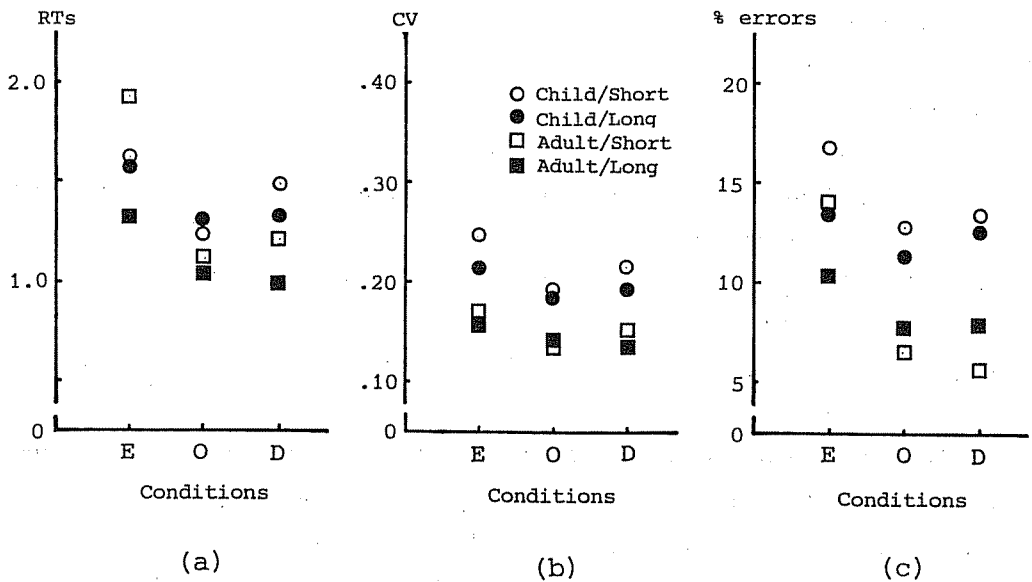 RTs
2.0
1.0
0
E O D
Conditions
(a)
CV
.40
.30
.20
.10
0
Child/Short
Child/Long
Adult/Short
Adult/Long
E O D
Conditions
(b)
% errors
20
15
10
5
0
E O D
Conditions
(c)